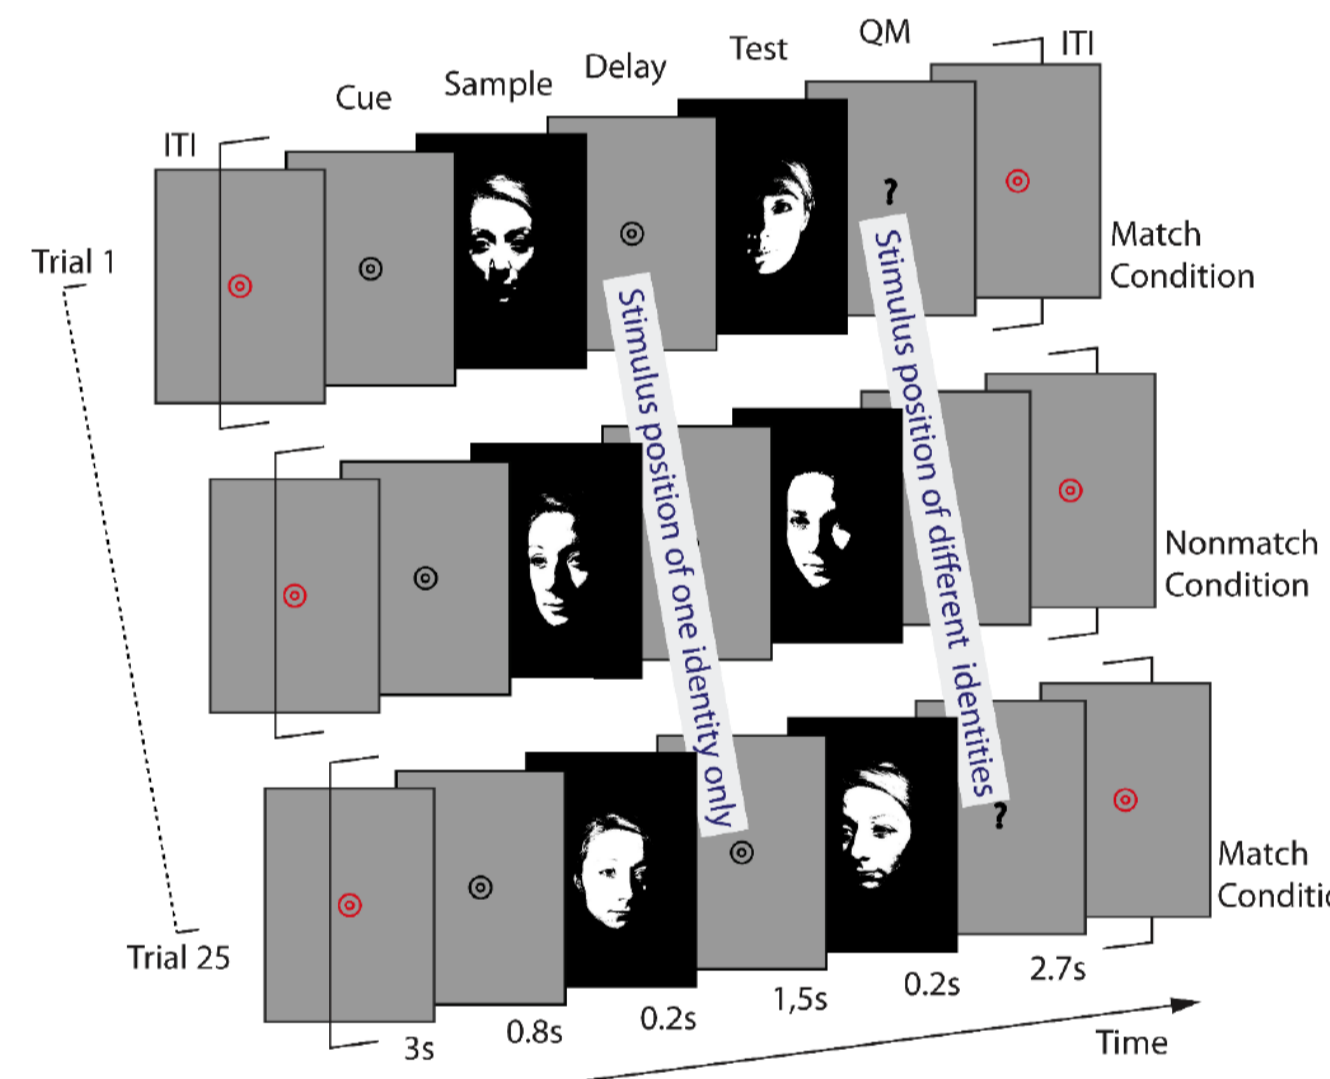 ITI
Cue
Sample
Delay
Test
QM
ITI
Trial 1
?
Match
Condition
Stimulus position of one identity only
Stimulus position of different identities
Nonmatch
Condition
?
Match
Conditio
Trial 25
3s
0.8s
0.2s
1,5s
0.2s
2.7s
Time